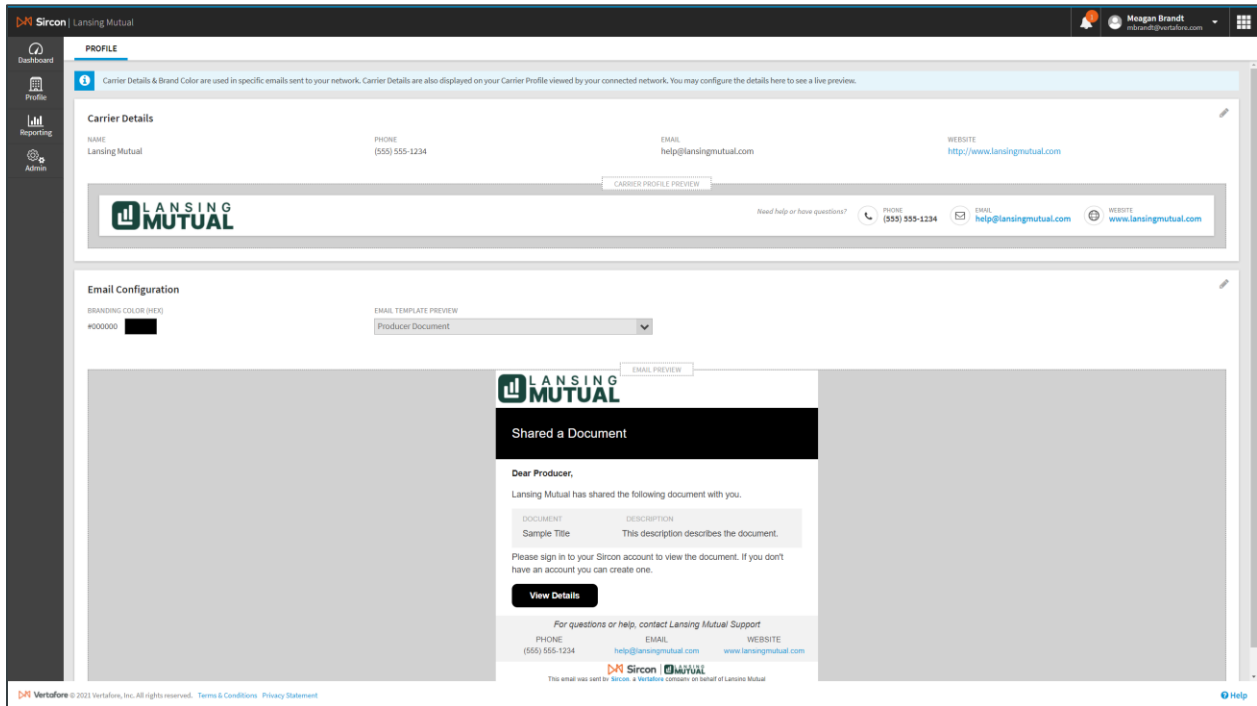 Sircon | Lansing Mutual
1
Meagan Brandt
mbrandt@vertafore.com
Dashboard
Profile
Reporting
Admin
PROFILE
Carrier Details & Brand Color are used in specific emails sent to your network. Carrier Details are also displayed on your Carrier Profile viewed by your connected network. You may configure the details here to see a live preview.
Carrier Details
NAME PHONE EMAIL WEBSITE
Lansing Mutual (555) 555-1234 help@lansingmutual.com http://www.lansingmutual.com
CARRIER PROFILE PREVIEW
LANSING
MUTUAL
Need help or have questions?
PHONE EMAIL WEBSITE
(555) 555-1234 help@lansingmutual.com www.lansingmutual.com
Email Configuration
BRANDING COLOR (HEX) EMAIL TEMPLATE PREVIEW
#000000 Producer Document
EMAIL PREVIEW
LANSING
MUTUAL
Shared a Document
Dear Producer,
Lansing Mutual has shared the following document with you.
DOCUMENT DESCRIPTION
Sample Title This description describes the document.
Please sign in to your Sircon account to view the document. If you don't
have an account you can create one.
View Details
For questions or help, contact Lansing Mutual Support
PHONE EMAIL WEBSITE
(555) 555-1234 help@lansingmutual.com www.lansingmutual.com
Sircon | LANSING MUTUAL
This email was sent by Sircon, a Vertafore company on behalf of Lansing Mutual
Vertafore © 2021 Vertafore, Inc. All rights reserved. Terms & Conditions Privacy Statement
Help